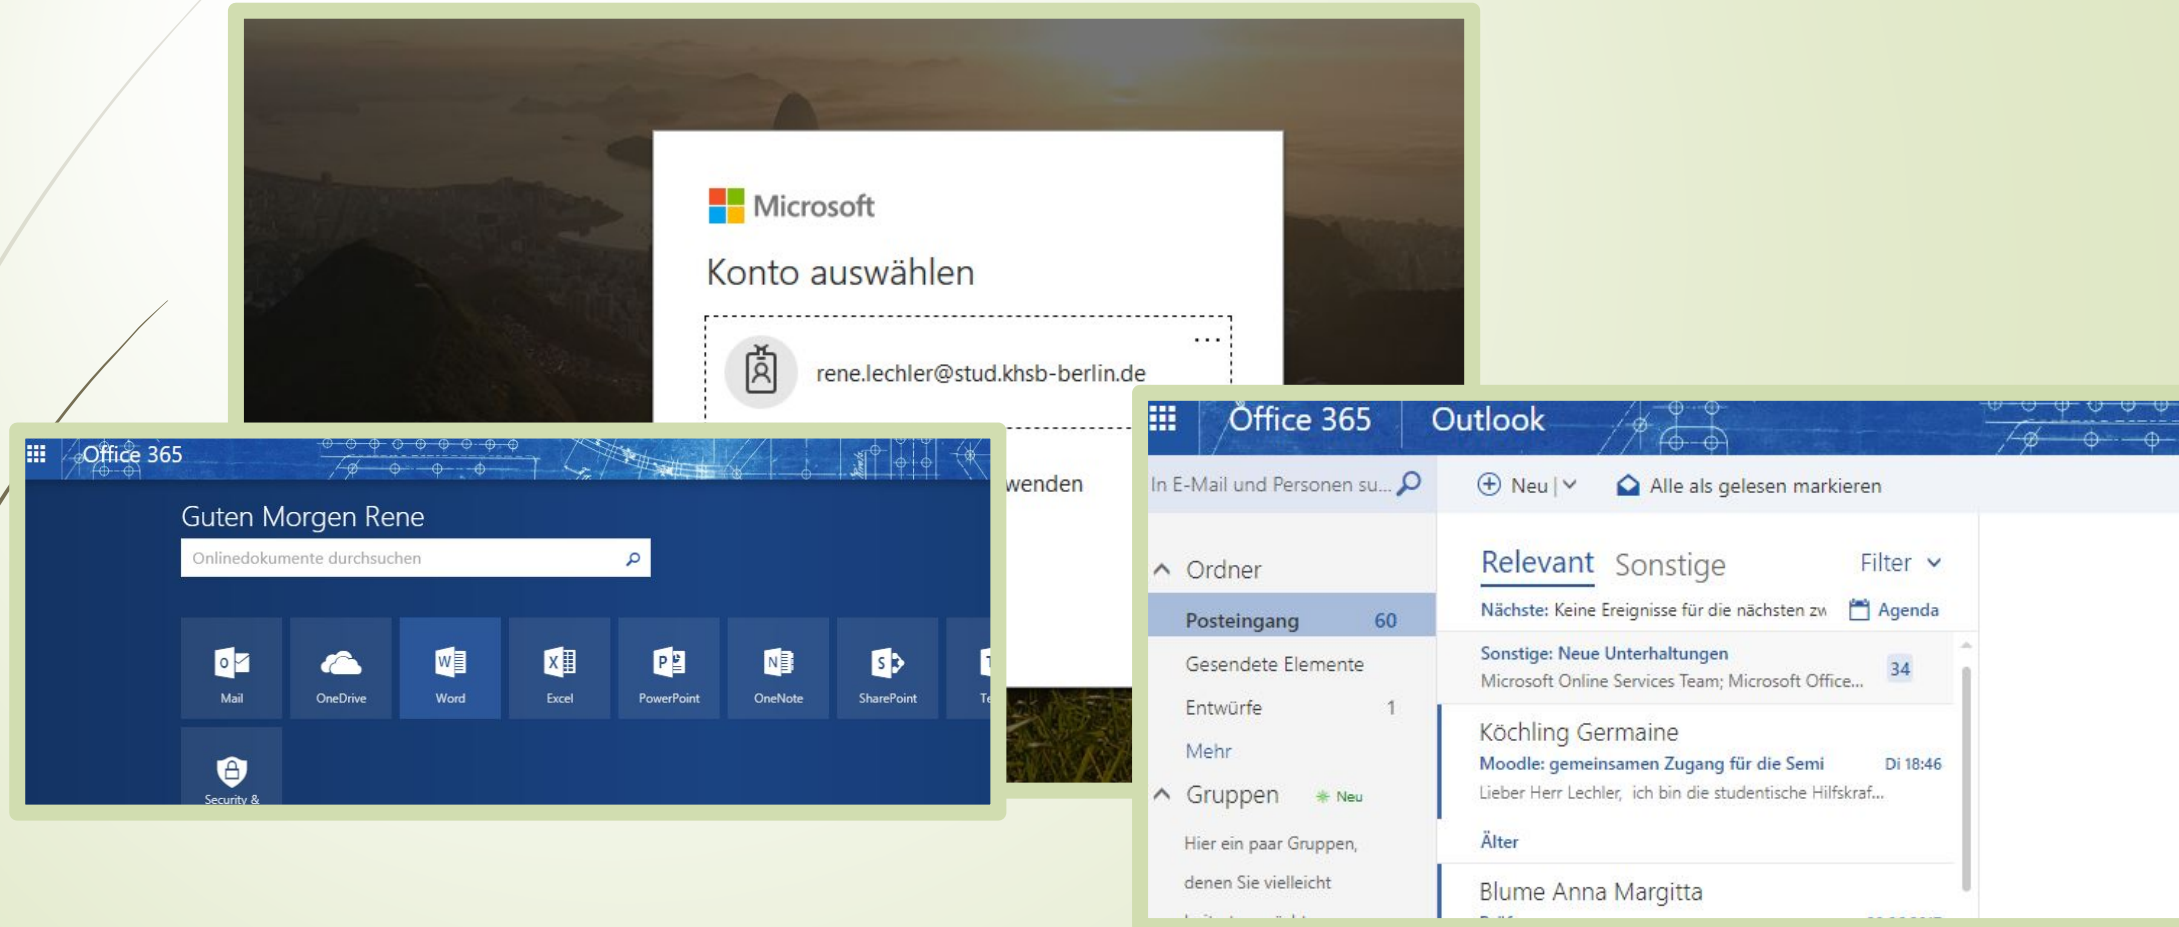 Microsoft
Konto auswählen
...
rene.lechler@stud.khsb-berlin.de
wenden
Office 365
Guten Morgen Rene
Onlinedokumente durchsuchen
Mail OneDrive Word Excel PowerPoint OneNote SharePoint
Security &
Office 365 Outlook
In E-Mail und Personen su...
Neu Alle als gelesen markieren
Ordner
Posteingang 60
Gesendete Elemente
Entwürfe 1
Mehr
Gruppen Neu
Hier ein paar Gruppen,
denen Sie vielleicht
Relevant Sonstige Filter
Nächste: Keine Ereignisse für die nächsten zw Agenda
Sonstige: Neue Unterhaltungen
Microsoft Online Services Team; Microsoft Office... 34
Köchling Germaine
Moodle: gemeinsamen Zugang für die Semi Di 18:46
Lieber Herr Lechler, ich bin die studentische Hilfskraf...
Älter
Blume Anna Margitta